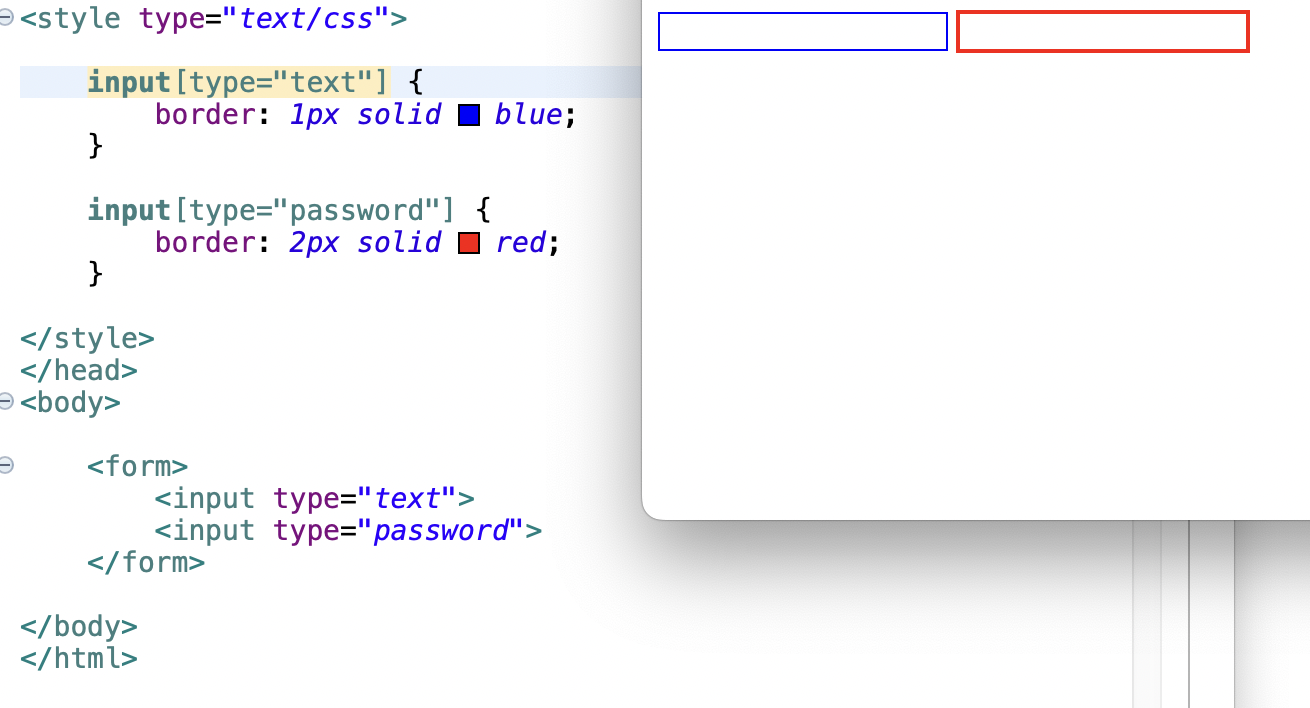 <style type="text/css">
input[type="text"] {
border: 1px solid blue;
}
input[type="password"] {
border: 2px solid red;
}
</style>
</head>
<body>
<form>
<input type="text">
<input type="password">
</form>
</body>
</html>